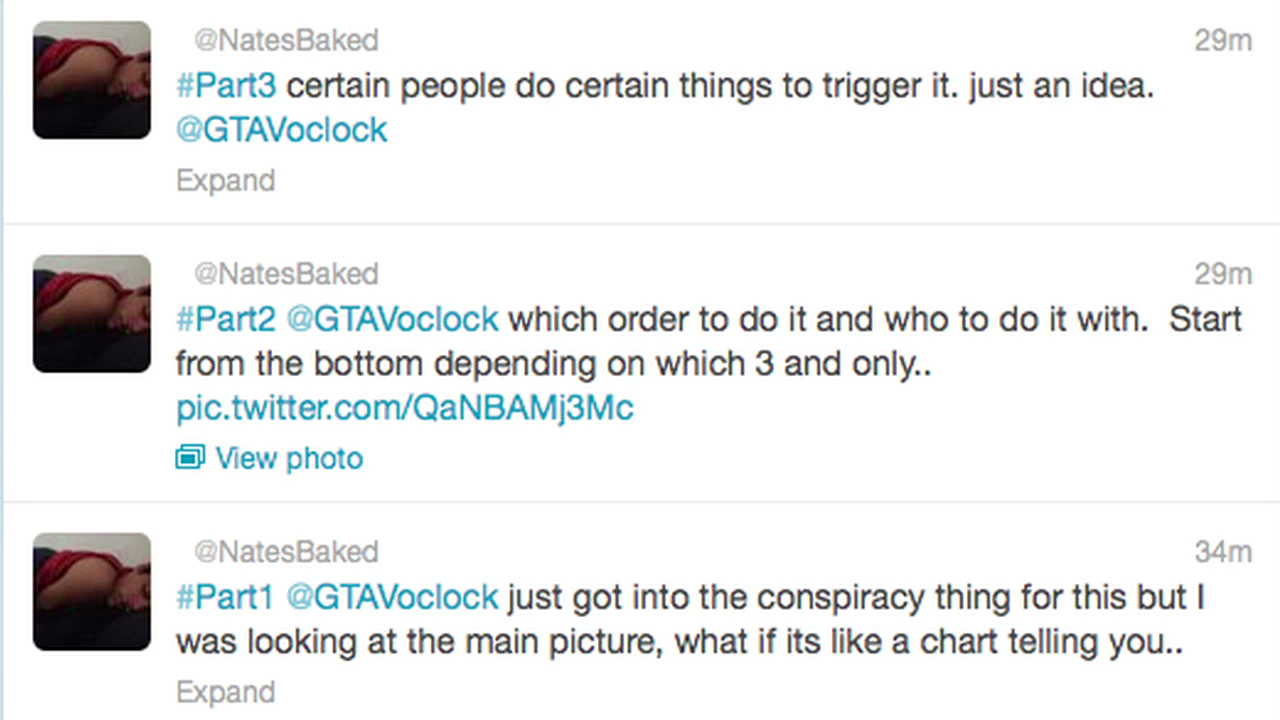 @NatesBaked 29m
#Part3 certain people do certain things to trigger it. just an idea.
@GTAVoclock
Expand
@NatesBaked 29m
#Part2 @GTAVoclock which order to do it and who to do it with.  Start
from the bottom depending on which 3 and only..
pic.twitter.com/QaNBAMj3Mc
View photo
@NatesBaked 34m
#Part1 @GTAVoclock just got into the conspiracy thing for this but I
was looking at the main picture, what if its like a chart telling you..
Expand